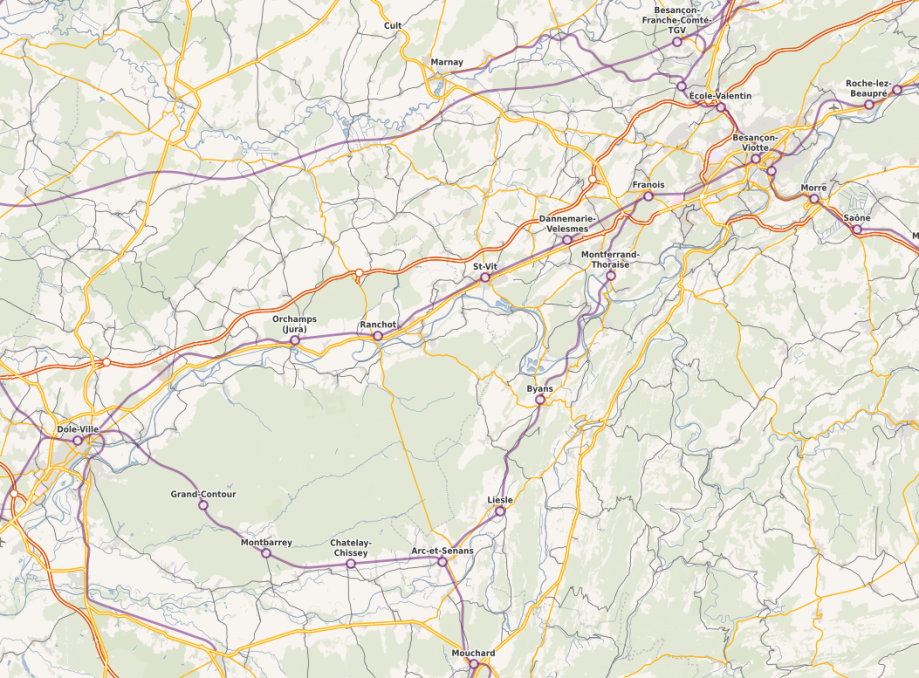 Besançon-
Franche-Comté-
TGV
Cult
Marnay
École-Valentin
Roche-lez-
Beaupré
Besançon-
Viotte
Franois
Morre
Dannemarie-
Velesmes
Saône
M
Montferrand-
Thoraise
St-Vit
Orchamps
(Jura)
Ranchot
Byans
Dole-Ville
Grand-Contour
Liesle
Montbarrey
Chatelay-
Chissey
Arc-et-Senans
Mouchard